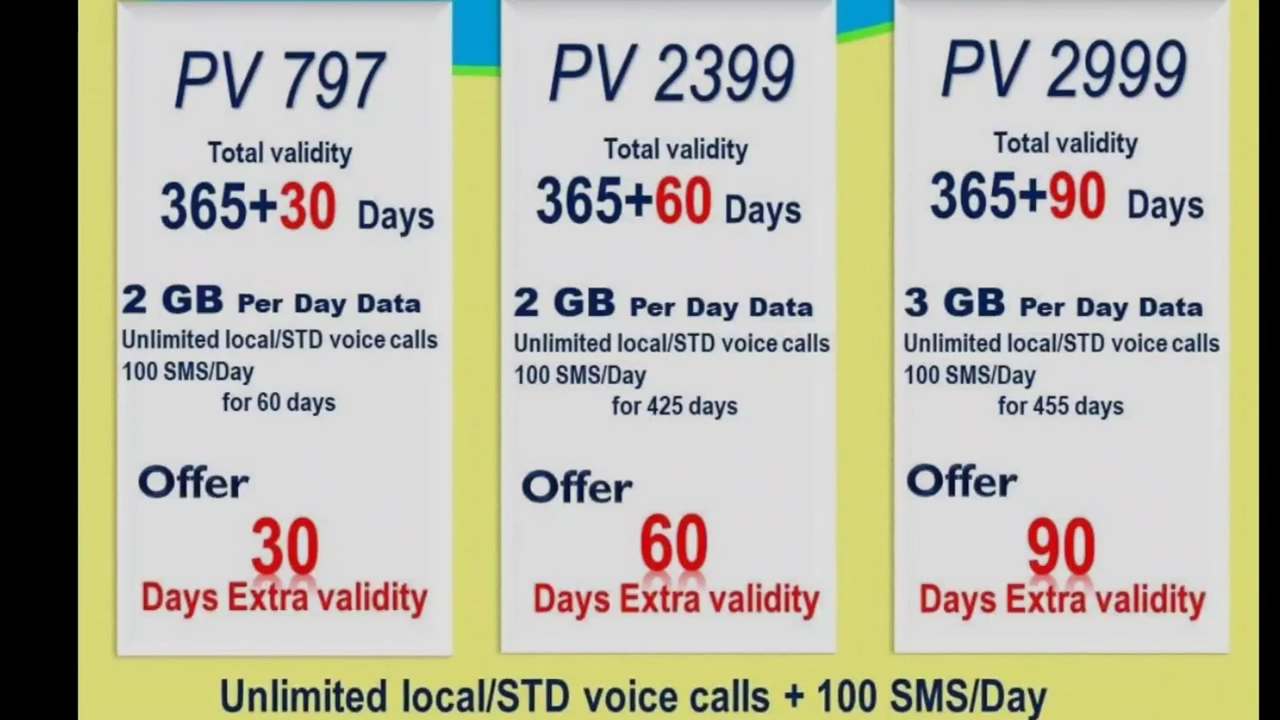 PV 797
Total validity
365+30 Days
2 GB Per Day Data
Unlimited local/STD voice calls
100 SMS/Day
for 60 days
Offer
30
Days Extra validity
PV 2399
Total validity
365+60 Days
2 GB Per Day Data
Unlimited local/STD voice calls
100 SMS/Day
for 425 days
Offer
60
Days Extra validity
PV 2999
Total validity
365+90 Days
3 GB Per Day Data
Unlimited local/STD voice calls
100 SMS/Day
for 455 days
Offer
90
Days Extra validity
Unlimited local/STD voice calls + 100 SMS/Day